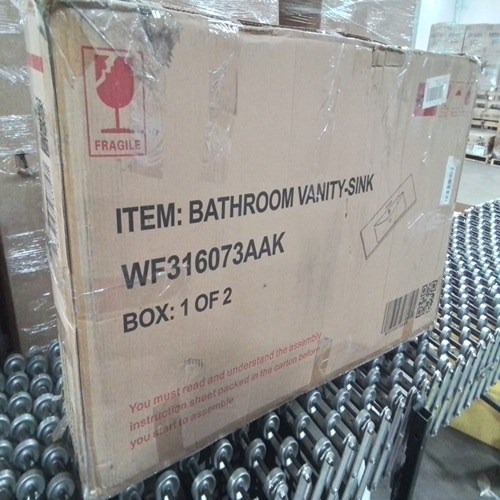 FRAGILE
ITEM: BATHROOM VANITY-SINK
WF316073AAK
BOX: 1 OF 2
You must read and understand the assembly
instruction sheet packed in the carton before
you start to assemble